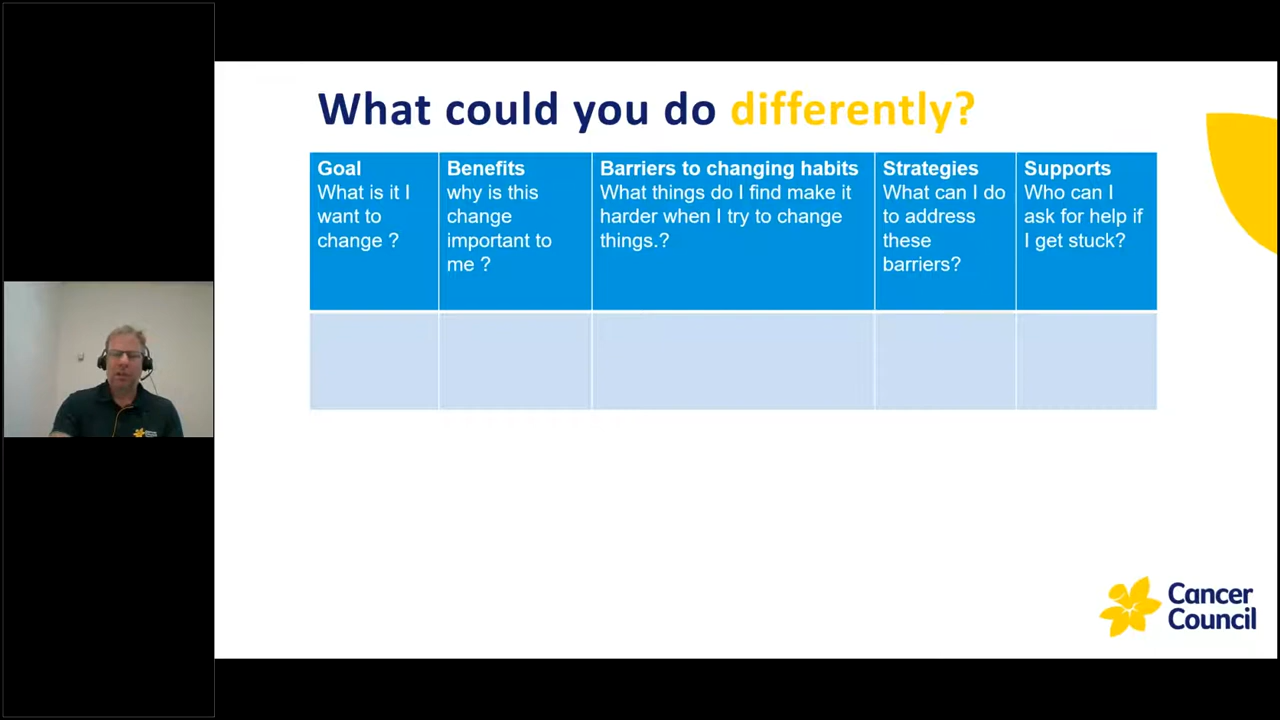 What could you do differently?
Goal
What is it I
want to
change ?
Benefits
why is this
change
important to
me ?
Barriers to changing habits
What things do I find make it
harder when I try to change
things.?
Strategies
What can I do
to address
these
barriers?
Supports
Who can I
ask for help if
I get stuck?
Cancer
Council